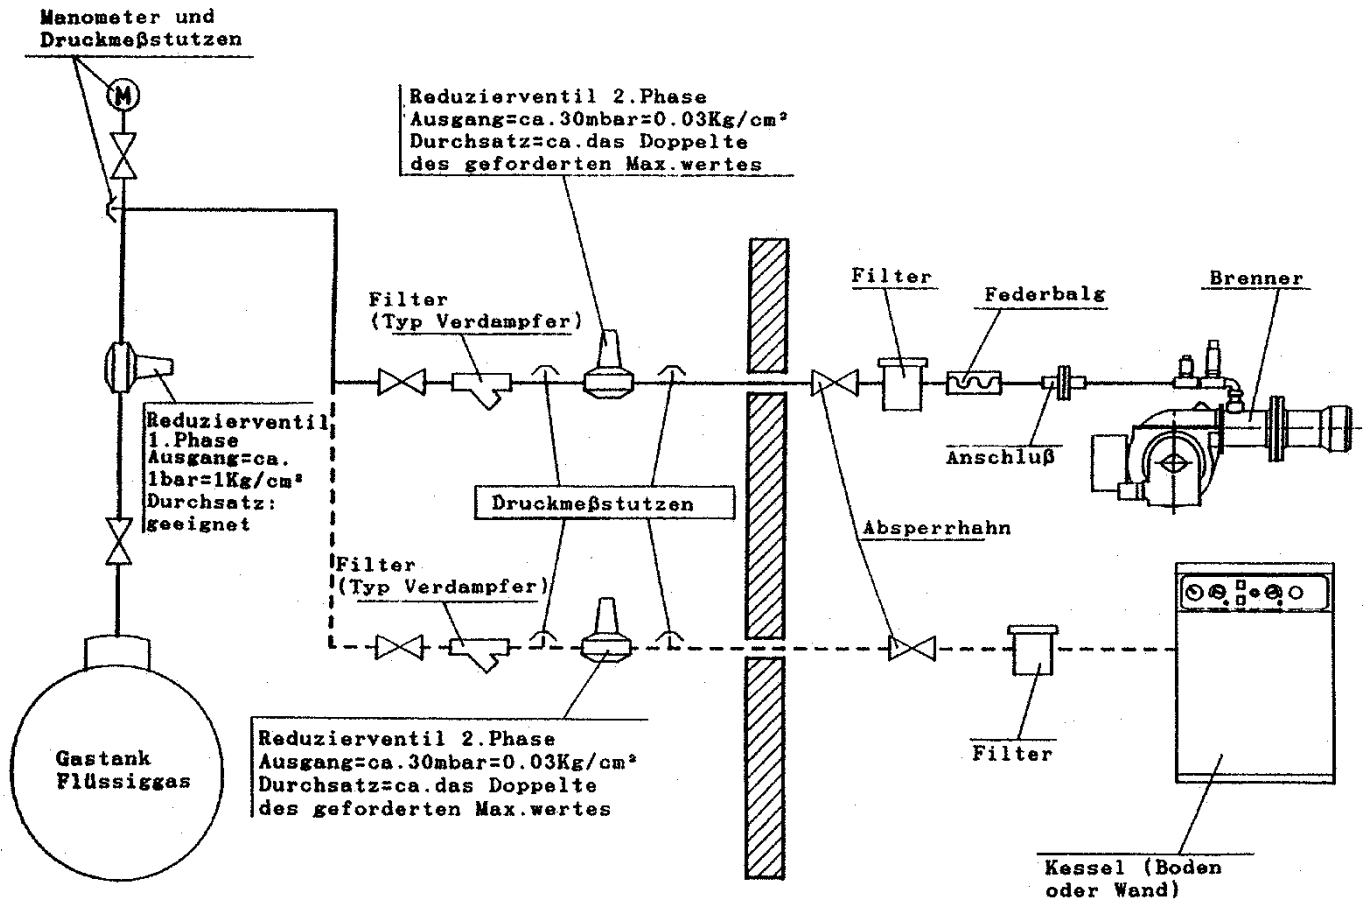 Manometer und
Druckmeßstutzen
M
Reduzierventil 2.Phase
Ausgang=ca.30mbar=0.03Kg/cm²
Durchsatz=ca.das Doppelte
des geforderten Max.wertes
Filter
(Typ Verdampfer)
Filter
Federbalg
Brenner
Reduzierventil
1.Phase
Ausgang=ca.
1bar=1Kg/cm²
Durchsatz:
geeignet
Anschluß
Druckmeßstutzen
Absperrhahn
Filter
(Typ Verdampfer)
Gastank
Flüssiggas
Reduzierventil 2.Phase
Ausgang=ca.30mbar=0.03Kg/cm²
Durchsatz=ca.das Doppelte
des geforderten Max.wertes
Filter
Kessel (Boden
oder Wand)